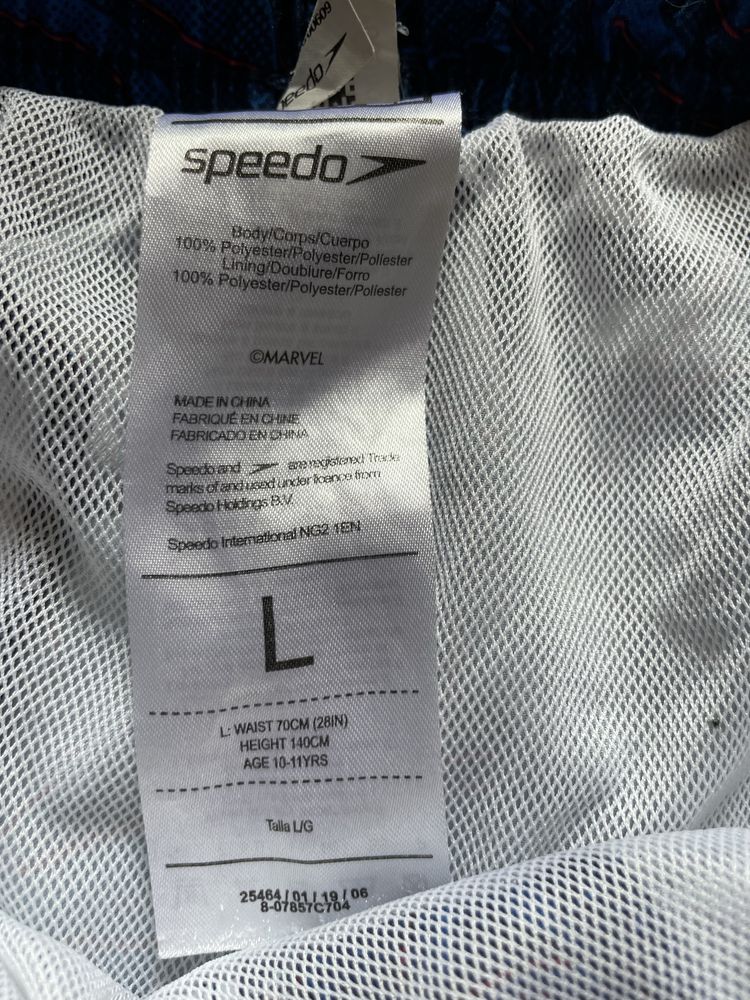 speedo
speedo
Body/Corps/Cuerpo
100% Polyester/Polyester/Poliester
Lining/Doublure/Forro
100% Polyester/Polyester/Poliester
©MARVEL
MADE IN CHINA
FABRIQUÉ EN CHINE
FABRICADO EN CHINA
Speedo and are registered Trade
marks of and used under licence from
Speedo Holdings B.V.
Speedo International NG2 1EN
L
L: WAIST 70CM (28IN)
HEIGHT 140CM
AGE 10-11YRS
Talla L/G
25464 / 01 / 19 / 06
8-07857C704